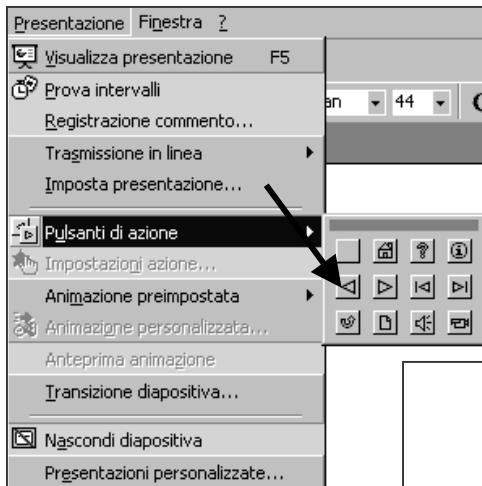 Presentazione Finestra ?
Visualizza presentazione F5
Prova intervalli
Registrazione commento...
an 44
Trasmissione in linea
Imposta presentazione...
Pulsanti di azione
Impostazioni azione...
Animazione preimpostata
Animazione personalizzata...
Anteprima animazione
Transizione diapositiva...
Nascondi diapositiva
Presentazioni personalizzate...